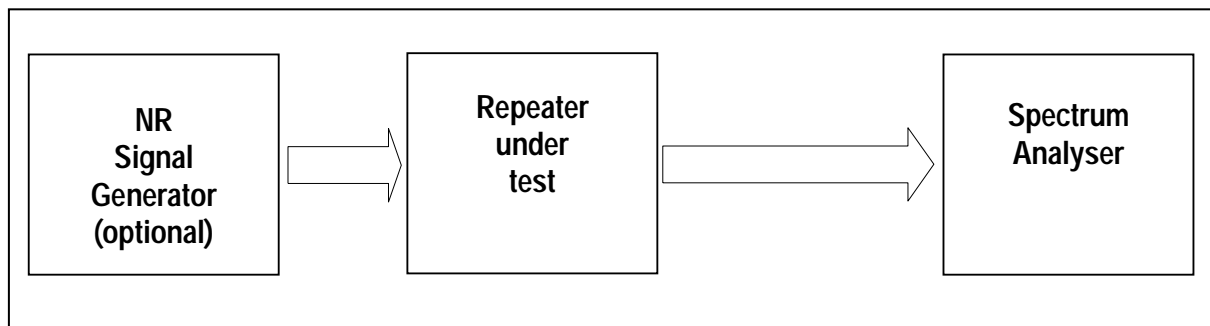 NR
Signal
Generator
(optional)
Repeater
under
test
Spectrum
Analyser